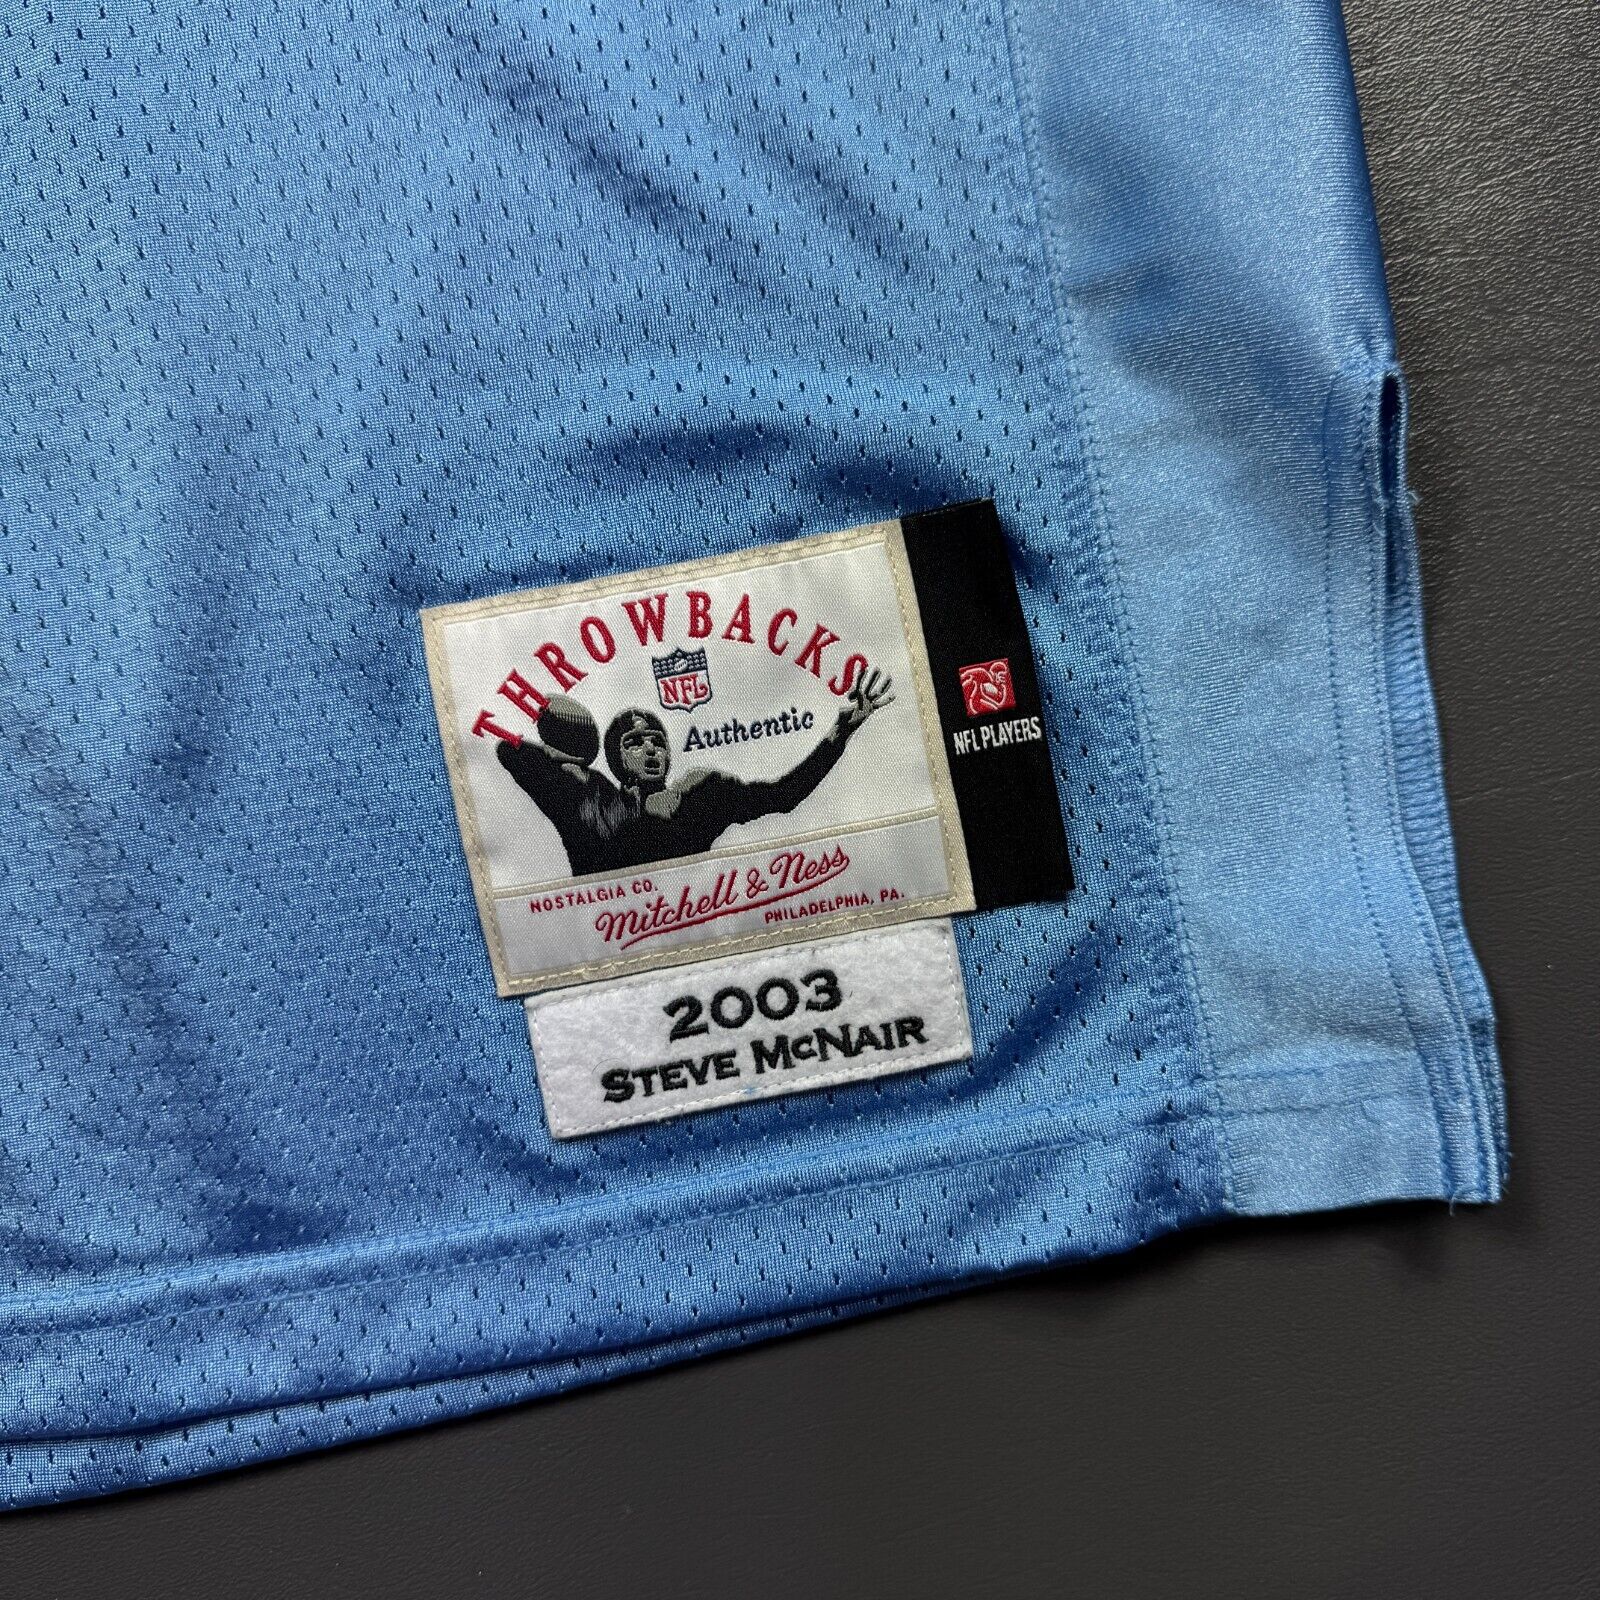 THROWBACKS
NFL
Authentic
NFL PLAYERS
NOSTALGIA CO.
Mitchell & Ness
PHILADELPHIA, PA.
2003
STEVE McNAIR